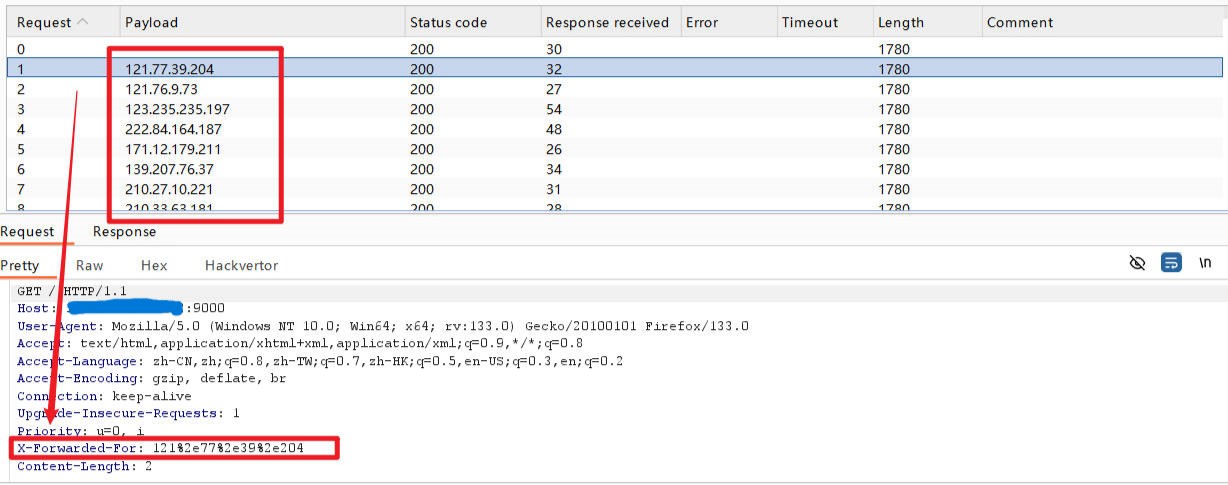 Request Payload Status code Response received Error Timeout Length Comment
0 200 30 1780
1 121.77.39.204 200 32 1780
2 121.76.9.73 200 27 1780
3 123.235.235.197 200 54 1780
4 222.84.164.187 200 48 1780
5 171.12.179.211 200 26 1780
6 139.207.76.37 200 34 1780
7 210.27.10.221 200 31 1780
8 210.33.63.181 200 28 1780
Request Response
Pretty Raw Hex Hackvertor \n
GET / HTTP/1.1
Host: :9000
User-Agent: Mozilla/5.0 (Windows NT 10.0; Win64; x64; rv:133.0) Gecko/20100101 Firefox/133.0
Accept: text/html,application/xhtml+xml,application/xml;q=0.9,*/*;q=0.8
Accept-Language: zh-CN,zh;q=0.8,zh-TW;q=0.7,zh-HK;q=0.5,en-US;q=0.3,en;q=0.2
Accept-Encoding: gzip, deflate, br
Connection: keep-alive
Upgrade-Insecure-Requests: 1
Priority: u=0, i
X-Forwarded-For: 121%2e77%2e39%2e204
Content-Length: 2